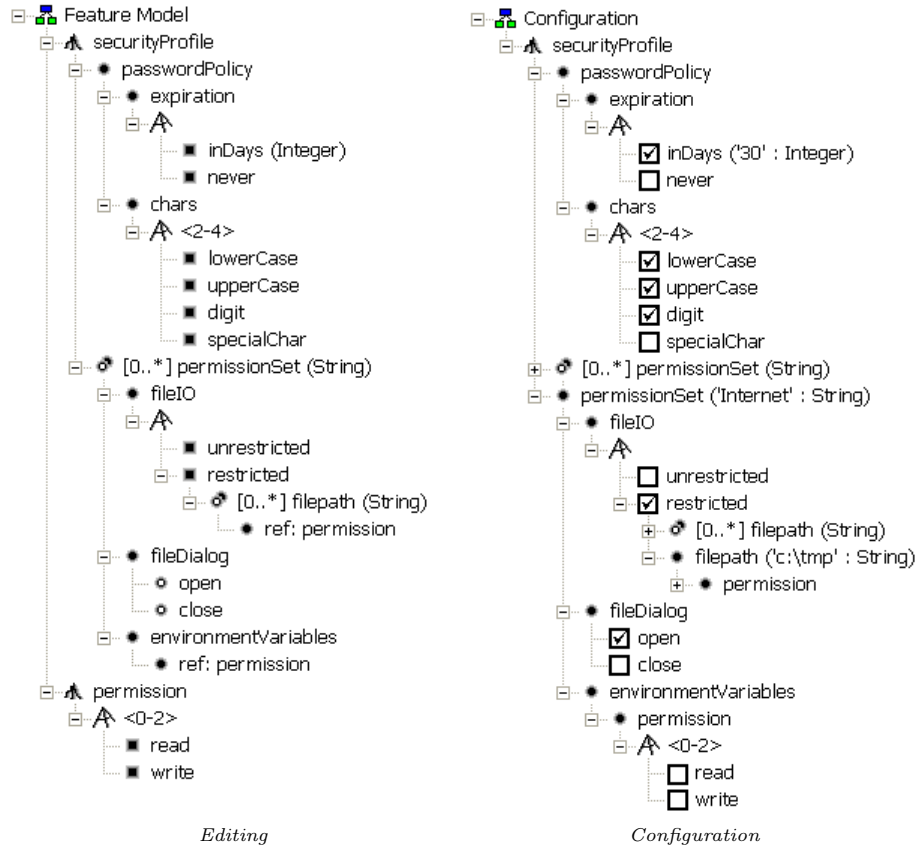 Feature Model
securityProfile
passwordPolicy
expiration
inDays (Integer)
never
chars
<2-4>
lowerCase
upperCase
digit
specialChar
[0..*] permissionSet (String)
fileIO
unrestricted
restricted
[0..*] filepath (String)
ref: permission
fileDialog
open
close
environmentVariables
ref: permission
permission
<0-2>
read
write
Editing
Configuration
securityProfile
passwordPolicy
expiration
inDays ('30' : Integer)
never
chars
<2-4>
lowerCase
upperCase
digit
specialChar
[0..*] permissionSet (String)
permissionSet ('Internet' : String)
fileIO
unrestricted
restricted
[0..*] filepath (String)
filepath ('c:\tmp' : String)
permission
fileDialog
open
close
environmentVariables
permission
<0-2>
read
write
Configuration